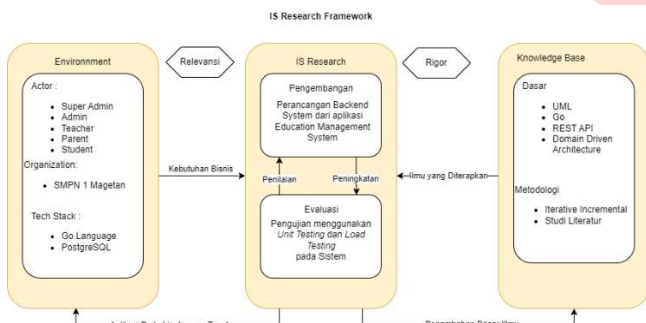 IS Research Framework
Environnment
Relevansi
IS Research
Rigor
Knowledge Base
Actor :
Super Admin
Admin
Teacher
Parent
Student
Organization:
SMPN 1 Magetan
Tech Stack :
Go Language
PostgreSQL
Kebutuhan Bisnis
Pengembangan
Perancangan Backend
System dari aplikasi
Education Management
System
Penilaian
Peningkatan
Evaluasi
Pengujian menggunakan
Unit Testing dan Load
Testing
pada Sistem
Ilmu yang Diterapkan
Dasar
UML
Go
REST API
Domain Driven
Architecture
Metodologi
Iterative Incremental
Studi Literatur